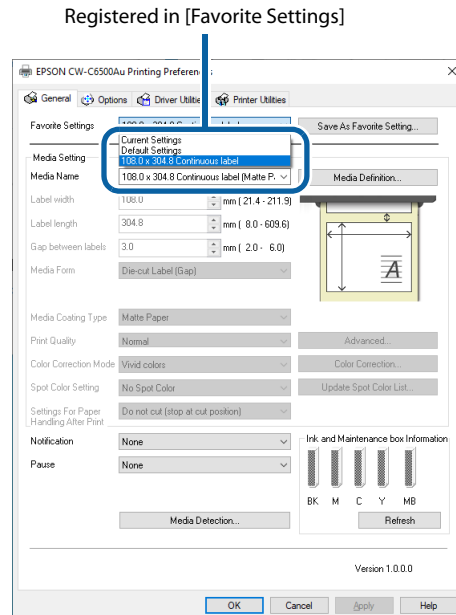 Registered in [Favorite Settings]
EPSON CW-C6500Au Printing Preferences
General Options Driver Utilities Printer Utilities
Favorite Settings Save As Favorite Setting...
Current Settings
Default Settings
108.0 x 304.8 Continuous label
Media Setting
Media Name 108.0 x 304.8 Continuous label (Matte P. Media Definition...
Label width 108.0 mm ( 21.4 - 211.9)
Label length 304.8 mm ( 8.0 - 609.6)
Gap between labels 3.0 mm ( 2.0 - 6.0)
Media Form Die-cut Label (Gap)
A
Media Coating Type Matte Paper
Print Quality Normal Advanced...
Color Correction Mode Vivid colors Color Correction...
Spot Color Setting No Spot Color Update Spot Color List...
Settings For Paper Do not cut (stop at cut position)
Handling After Print
Notification None Ink and Maintenance box Information
Pause None
BK M C Y MB
Media Detection... Refresh
Version 1.0.0.0
OK Cancel Apply Help